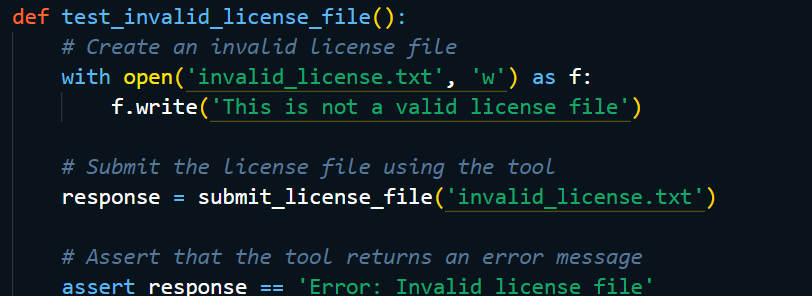 def test_invalid_license_file():
    # Create an invalid license file
    with open('invalid_license.txt', 'w') as f:
        f.write('This is not a valid license file')
    # Submit the license file using the tool
    response = submit_license_file('invalid_license.txt')
    # Assert that the tool returns an error message
    assert response == 'Error: Invalid license file'